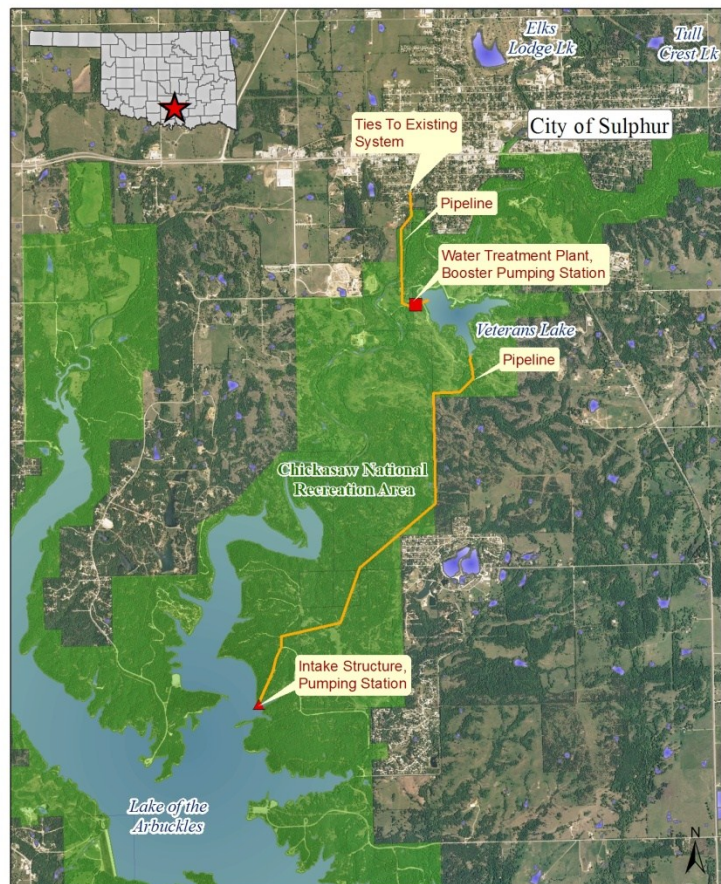 Elks
Lodge Lk
Tull
Crest Lk
Ties To Existing
System
City of Sulphur
Pipeline
Water Treatment Plant,
Booster Pumping Station
Veterans Lake
Pipeline
Chickasaw National
Recreation Area
Intake Structure,
Pumping Station
Lake of the
Arbuckles
N